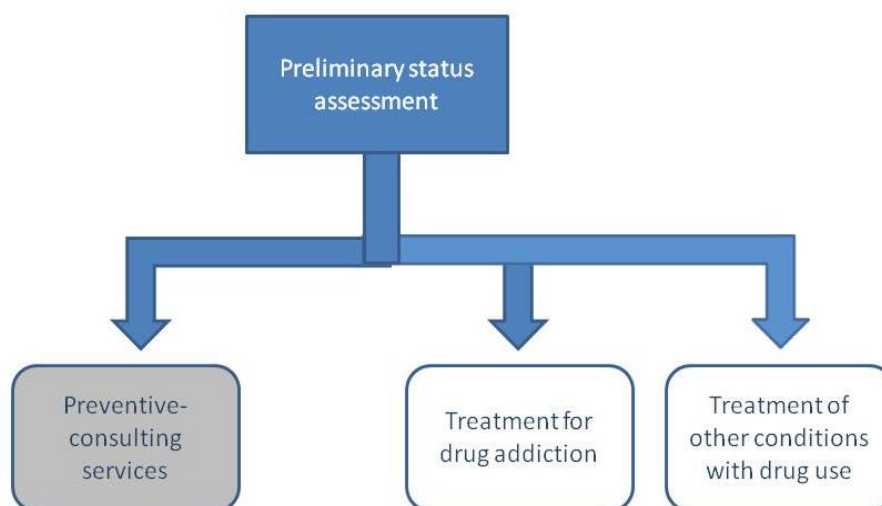 Preliminary status
assessment
Preventive-
consulting
services
Treatment for
drug addiction
Treatment of
other conditions
with drug use